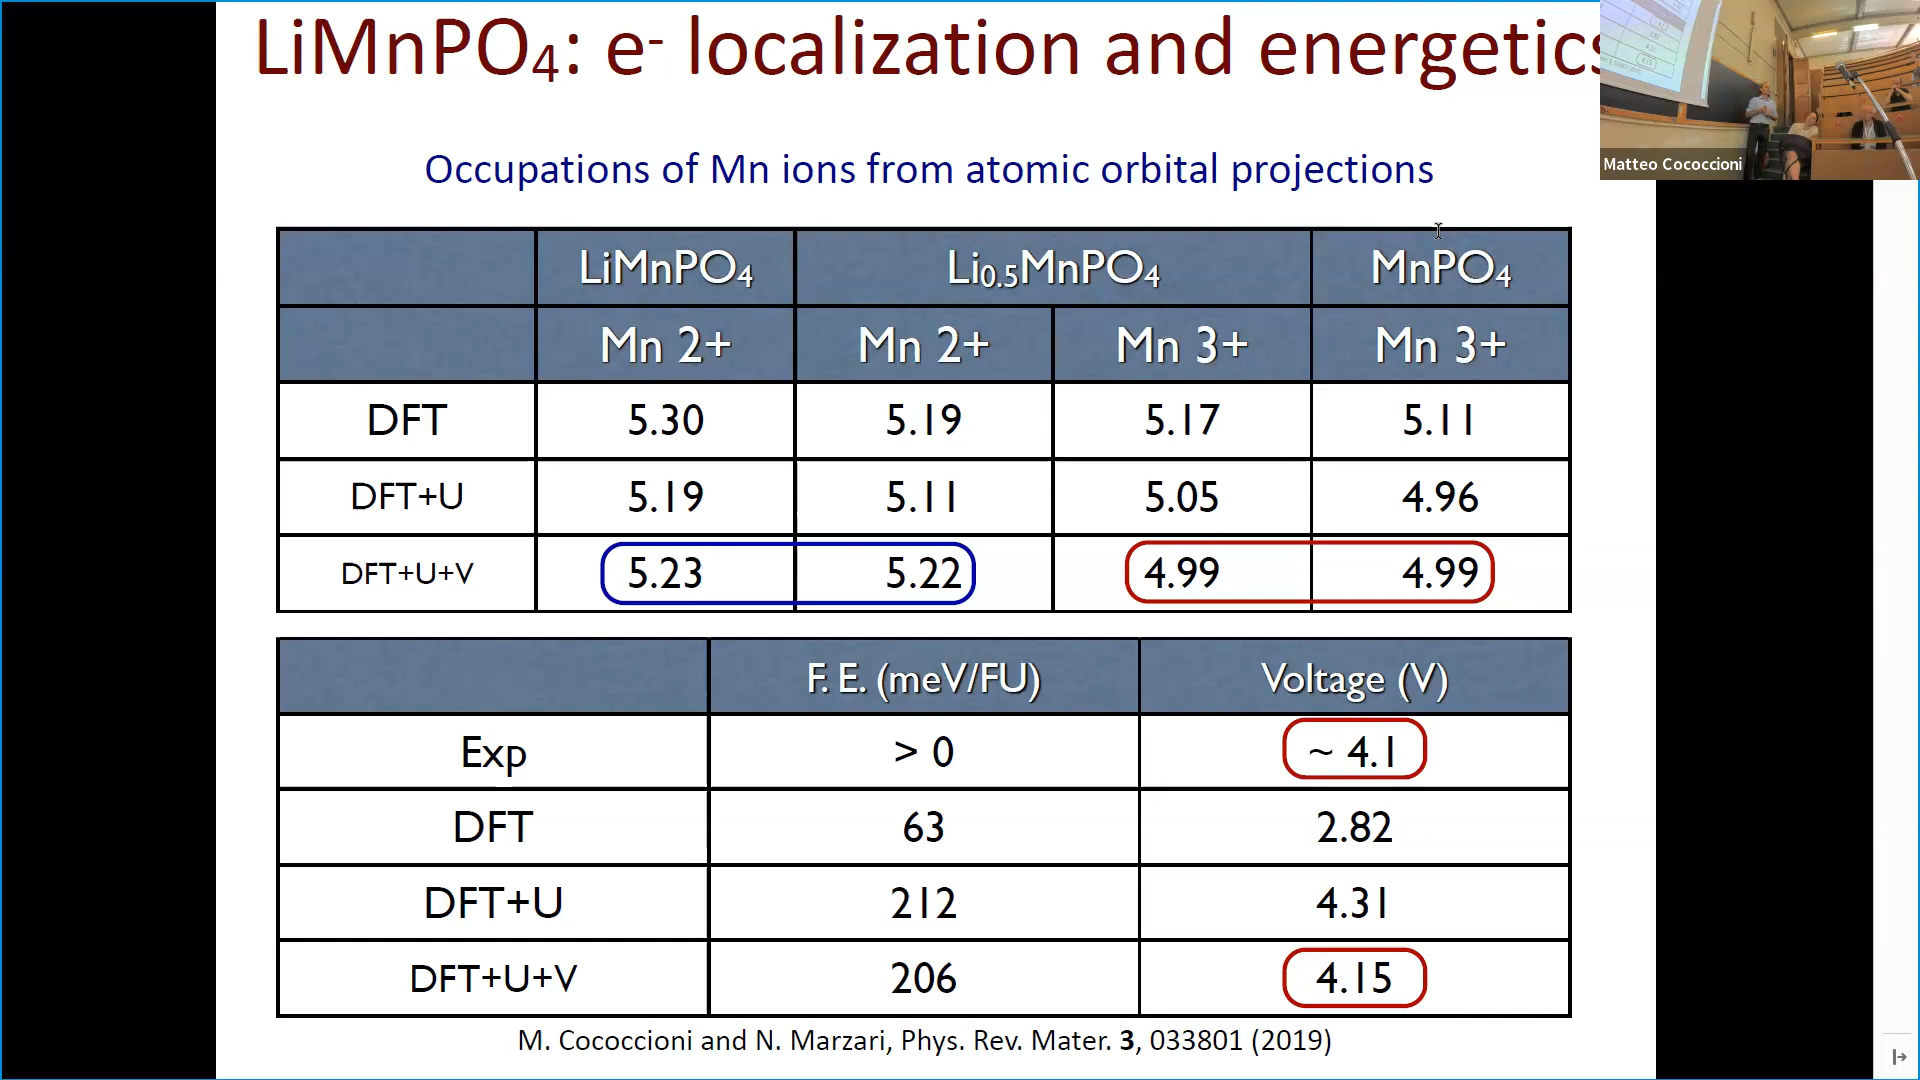 LiMnPO₄: e⁻ localization and energetics
Matteo Cococcioni
Occupations of Mn ions from atomic orbital projections
LiMnPO₄ Li₀.₅MnPO₄ MnPO₄
Mn 2+ Mn 2+ Mn 3+ Mn 3+
DFT 5.30 5.19 5.17 5.11
DFT+U 5.19 5.11 5.05 4.96
DFT+U+V 5.23 5.22 4.99 4.99
F. E. (meV/FU) Voltage (V)
Exp > 0 ~ 4.1
DFT 63 2.82
DFT+U 212 4.31
DFT+U+V 206 4.15
M. Cococcioni and N. Marzari, Phys. Rev. Mater. 3, 033801 (2019)